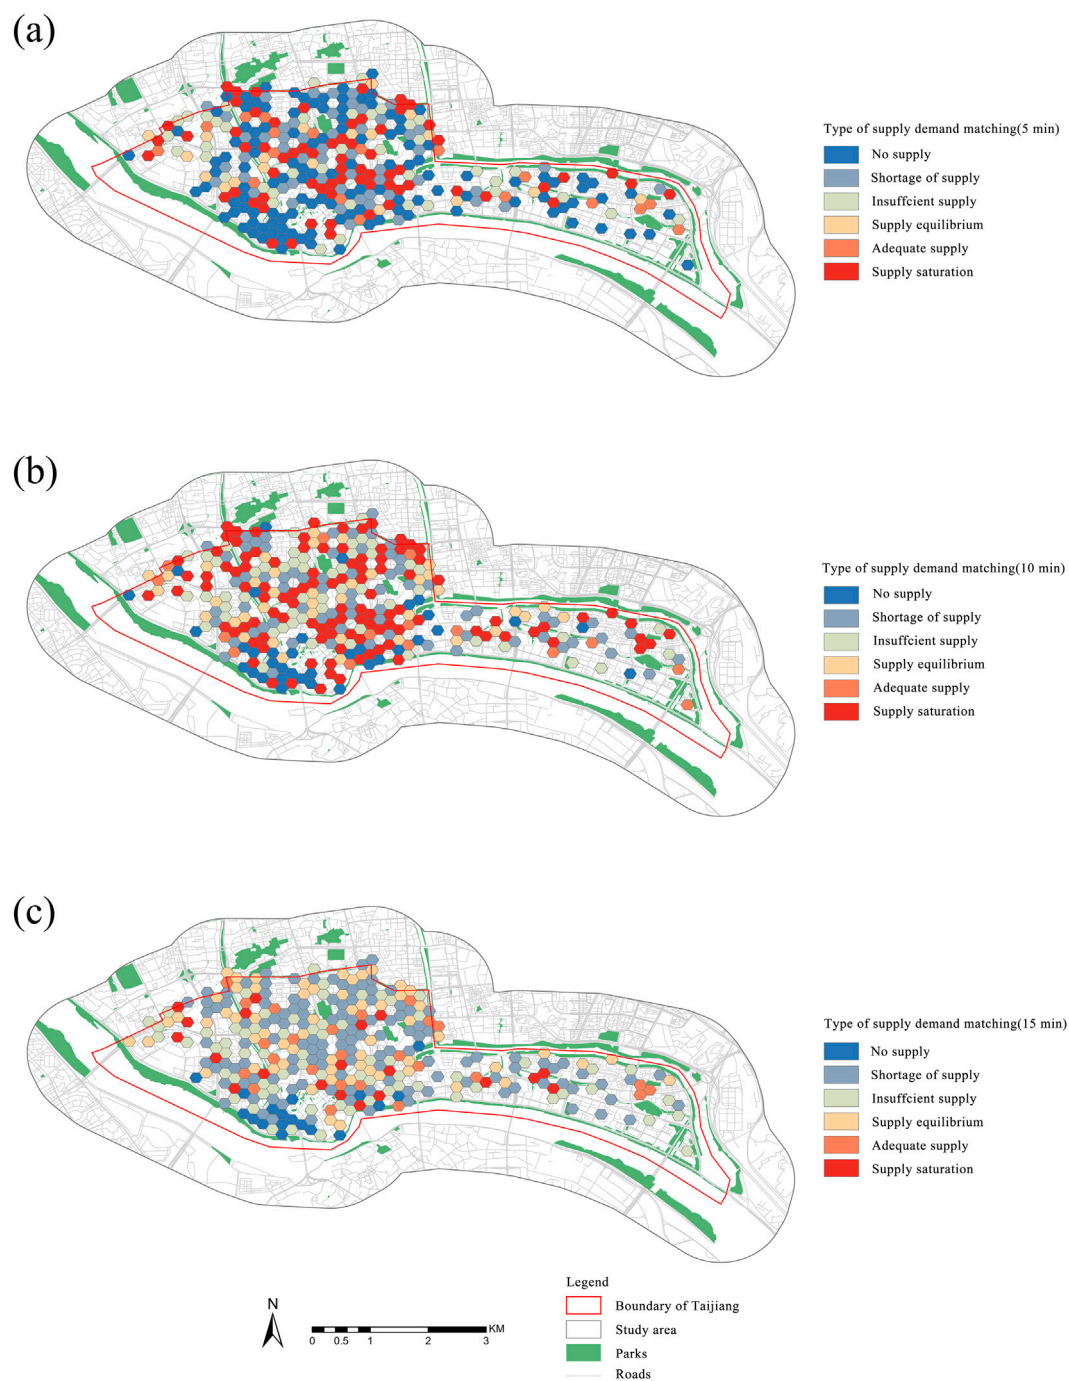 (a)
Type of supply demand matching(5 min)
No supply
Shortage of supply
Insuffcient supply
Supply equilibrium
Adequate supply
Supply saturation
(b)
Type of supply demand matching(10 min)
No supply
Shortage of supply
Insuffcient supply
Supply equilibrium
Adequate supply
Supply saturation
(c)
Type of supply demand matching(15 min)
No supply
Shortage of supply
Insuffcient supply
Supply equilibrium
Adequate supply
Supply saturation
Legend
Boundary of Taijiang
Study area
Parks
Roads
N
KM
0 0.5 1 2 3